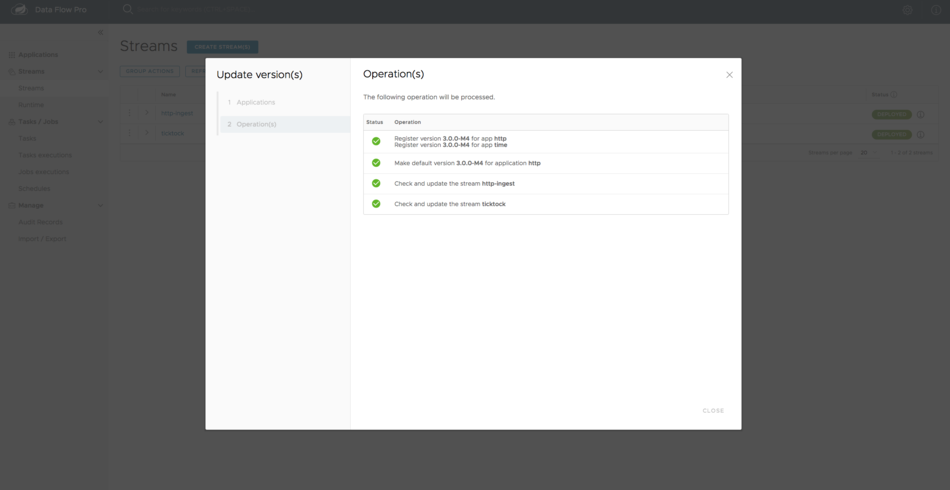 Data Flow Pro
Streams
CREATE STREAM(S)
GROUP ACTIONS
Applications
Streams
Streams
Runtime
Tasks / Jobs
Tasks
Tasks executions
Jobs executions
Schedules
Manage
Audit Records
Import / Export
Name
Status
http-ingest
DEPLOYED
ticktock
DEPLOYED
Update version(s)
1 Applications
2 Operation(s)
Operation(s)
The following operation will be processed.
Status Operation
Register version 3.0.0-M4 for app http
Register version 3.0.0-M4 for app time
Make default version 3.0.0-M4 for application http
Check and update the stream http-ingest
Check and update the stream ticktock
CLOSE